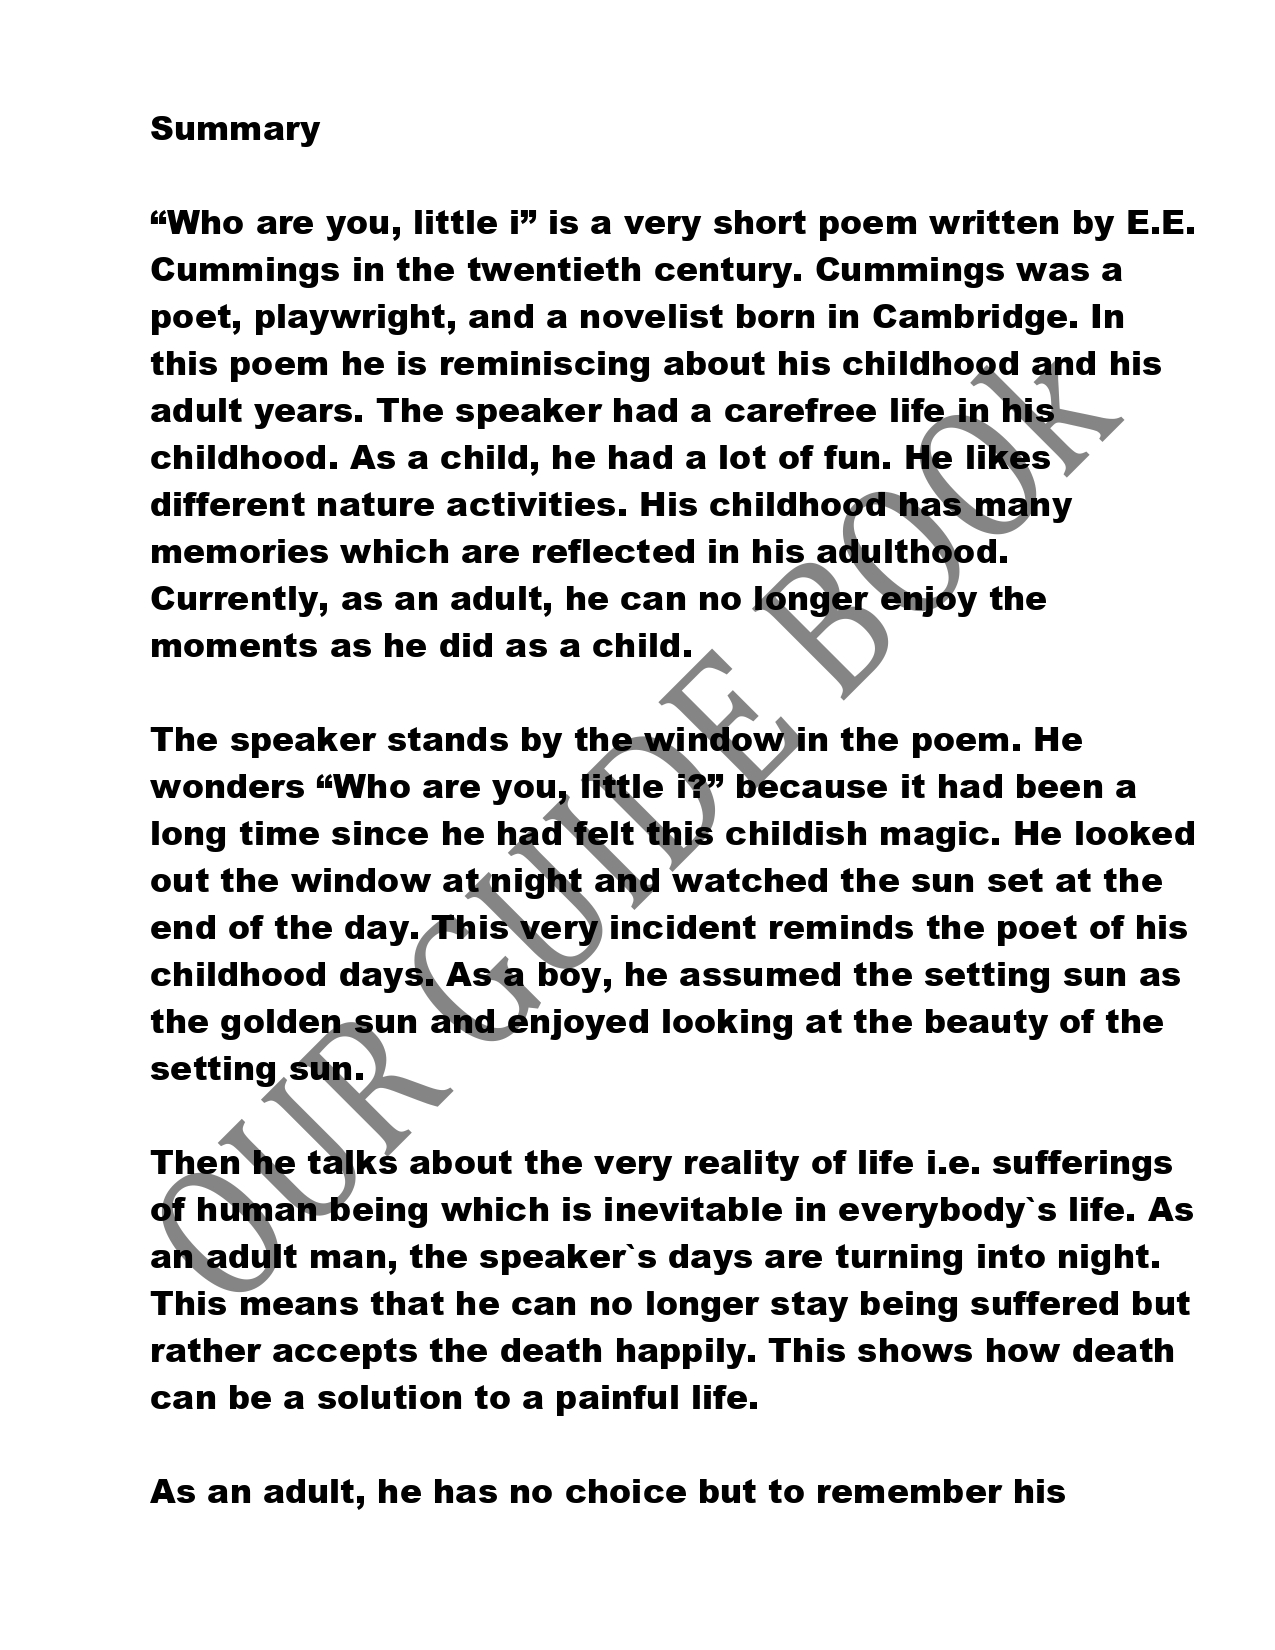 Summary
“Who are you, little i” is a very short poem written by E.E.
Cummings in the twentieth century. Cummings was a
poet, playwright, and a novelist born in Cambridge. In
this poem he is reminiscing about his childhood and his
adult years. The speaker had a carefree life in his
childhood. As a child, he had a lot of fun. He likes
different nature activities. His childhood has many
memories which are reflected in his adulthood.
Currently, as an adult, he can no longer enjoy the
moments as he did as a child.
The speaker stands by the window in the poem. He
wonders “Who are you, little i?” because it had been a
long time since he had felt this childish magic. He looked
out the window at night and watched the sun set at the
end of the day. This very incident reminds the poet of his
childhood days. As a boy, he assumed the setting sun as
the golden sun and enjoyed looking at the beauty of the
setting sun.
Then he talks about the very reality of life i.e. sufferings
of human being which is inevitable in everybody`s life. As
an adult man, the speaker`s days are turning into night.
This means that he can no longer stay being suffered but
rather accepts the death happily. This shows how death
can be a solution to a painful life.
As an adult, he has no choice but to remember his
OUR GUIDE BOOk